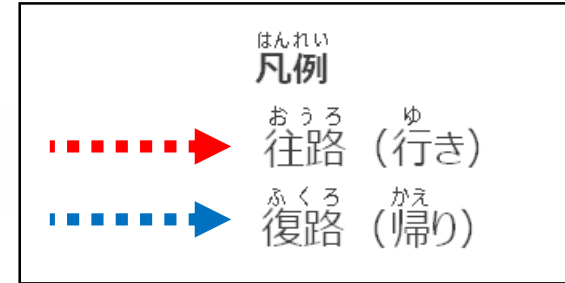 はんれい
凡例
おうろ ゆ
往路（行き）
ふくろ かえ
復路（帰り）